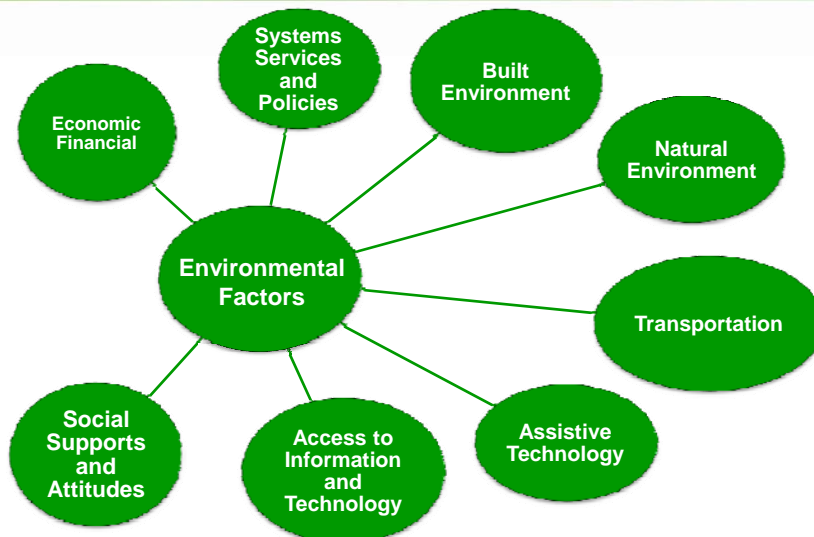 Systems
Services
and
Policies
Built
Environment
Economic
Financial
Natural
Environment
Environmental
Factors
Transportation
Social
Supports
and
Attitudes
Access to
Information
and
Technology
Assistive
Technology